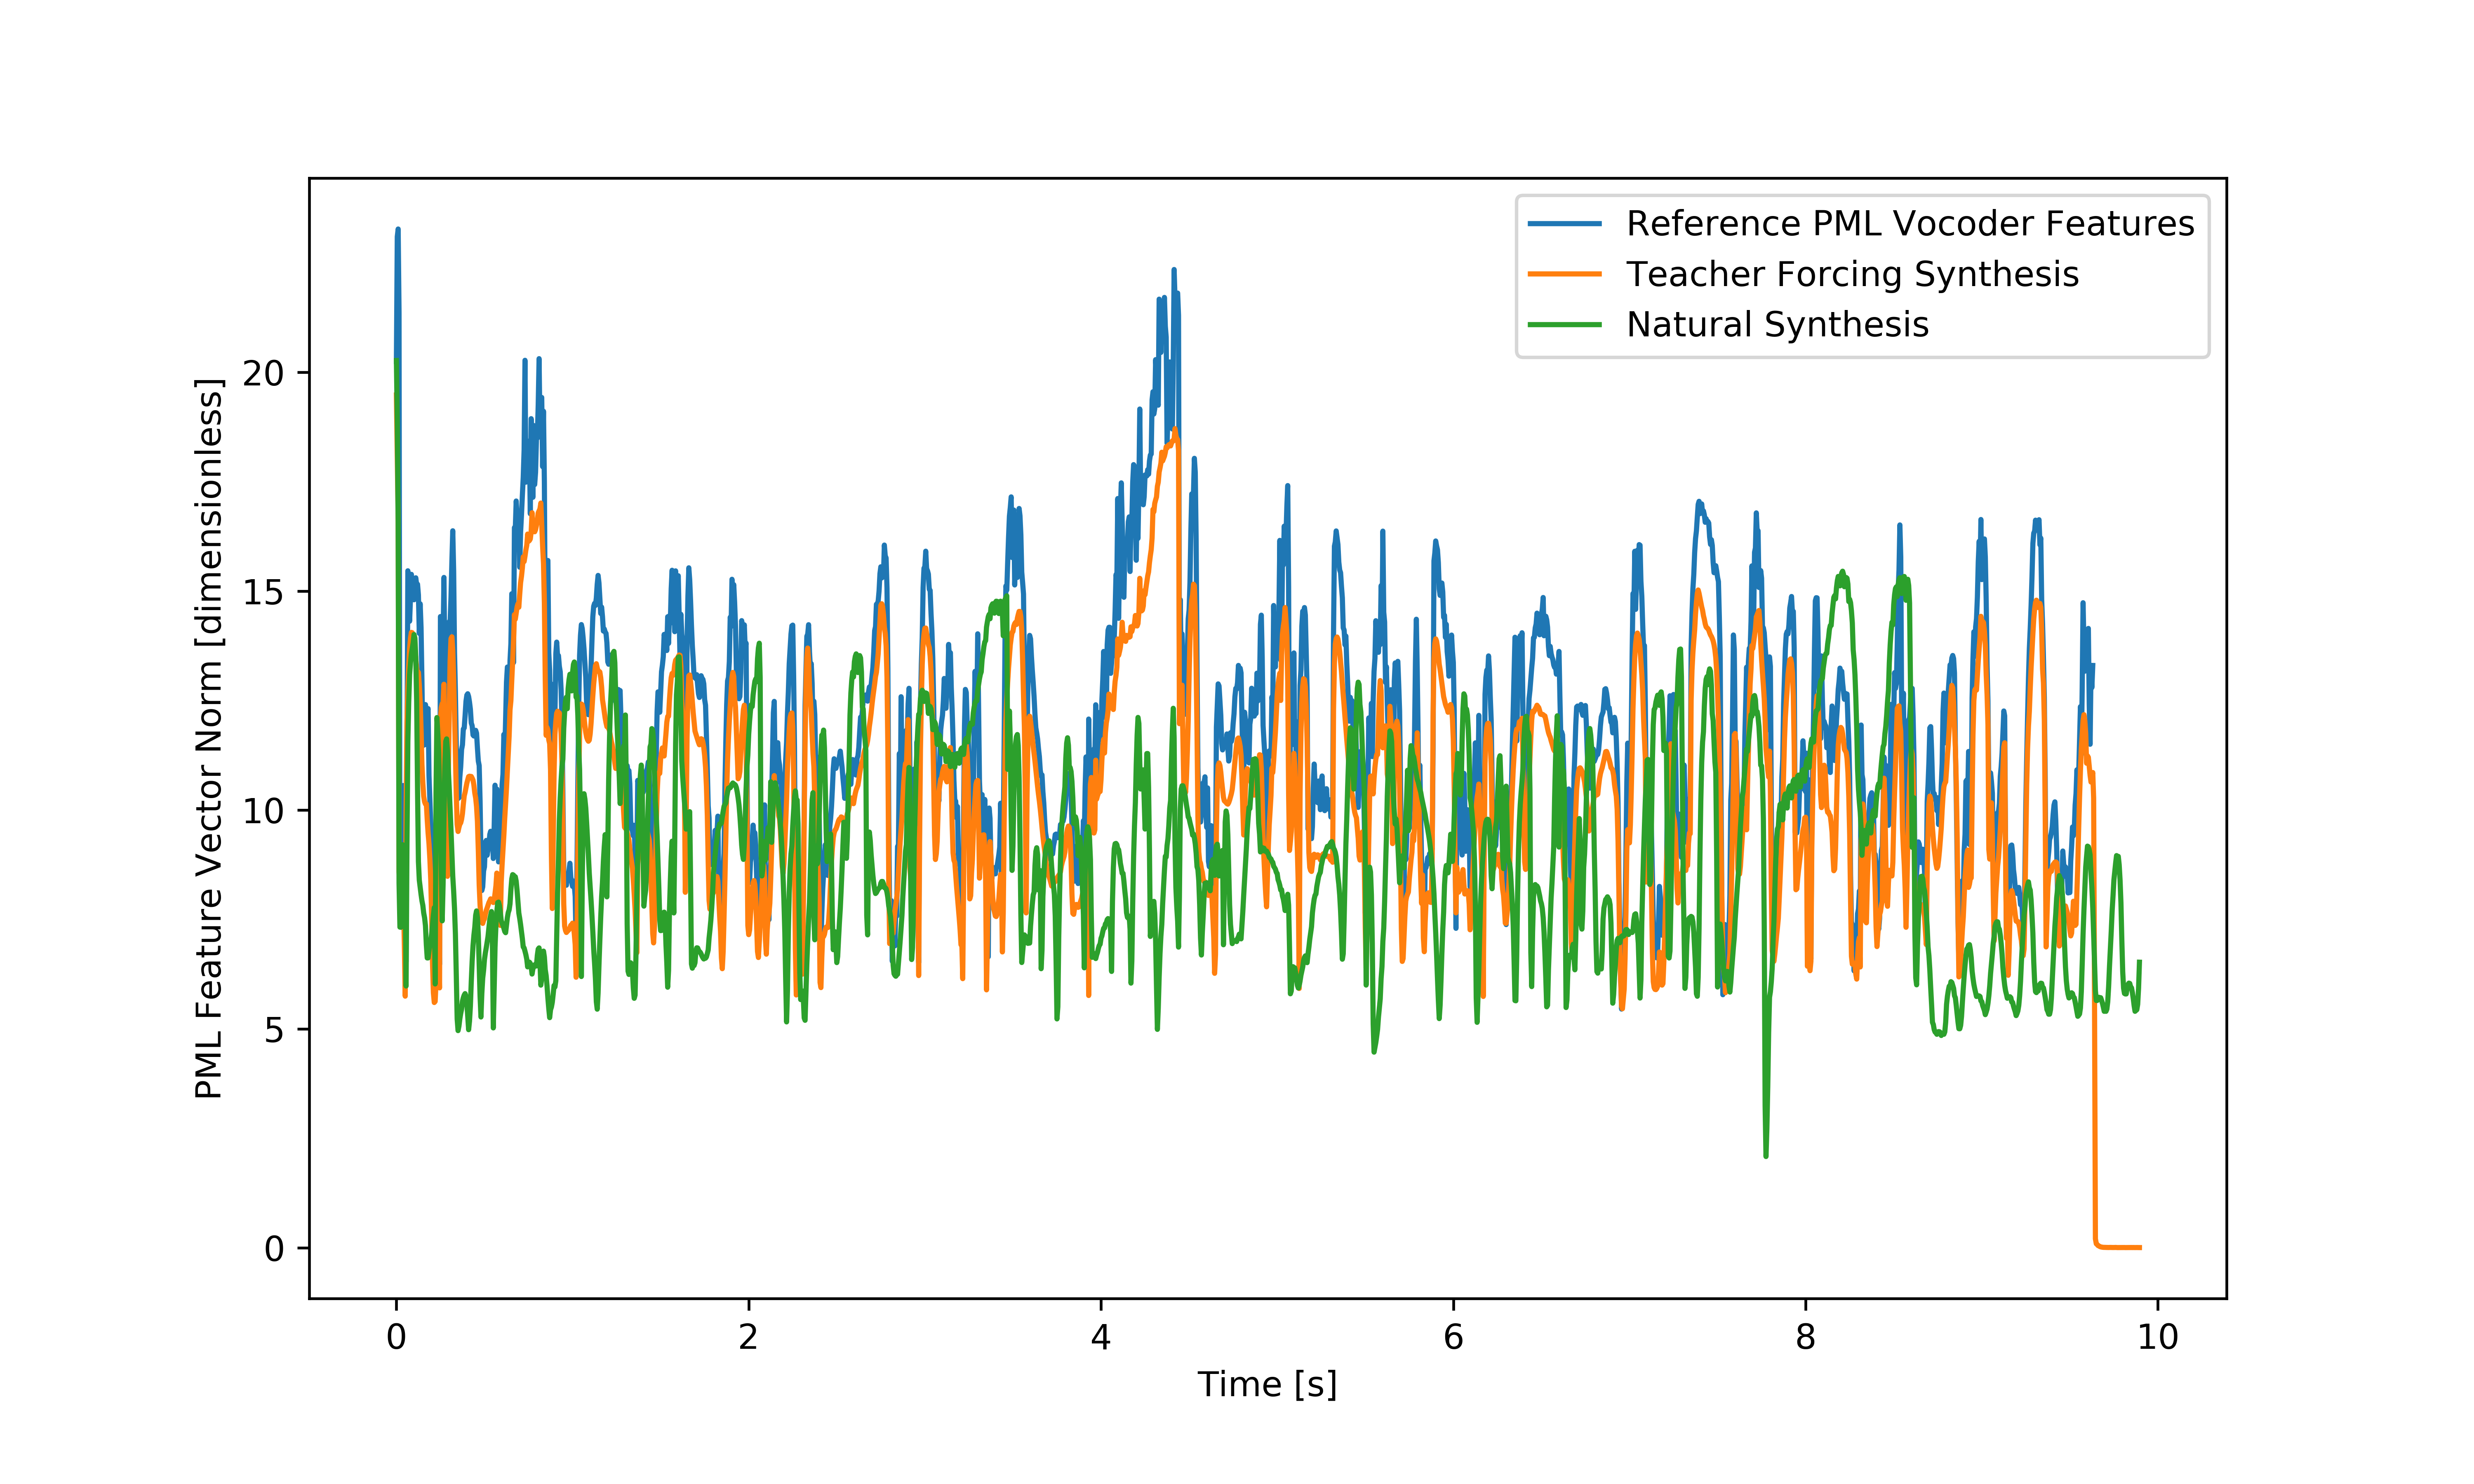 Reference PML Vocoder Features
Teacher Forcing Synthesis
Natural Synthesis
PML Feature Vector Norm [dimensionless]
20
15
10
5
0
0 2 4 6 8 10
Time [s]